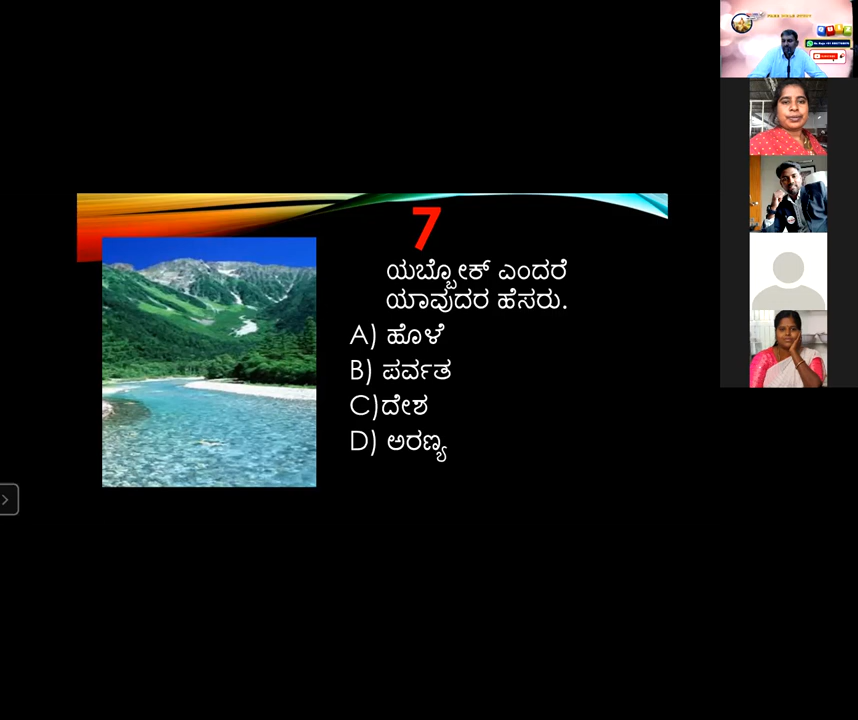 7
ಯಬ್ಬೋಕ್ ಎಂದರೆ
ಯಾವುದರ ಹೆಸರು.
A) ಹೊಳೆ
B) ಪರ್ವತ
C)ದೇಶ
D) ಅರಣ್ಯ